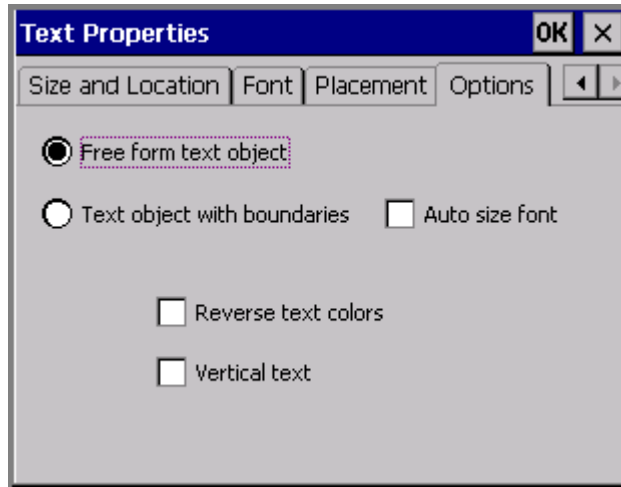 Text Properties OK ×
Size and Location Font Placement Options
Free form text object
Text object with boundaries Auto size font
Reverse text colors
Vertical text